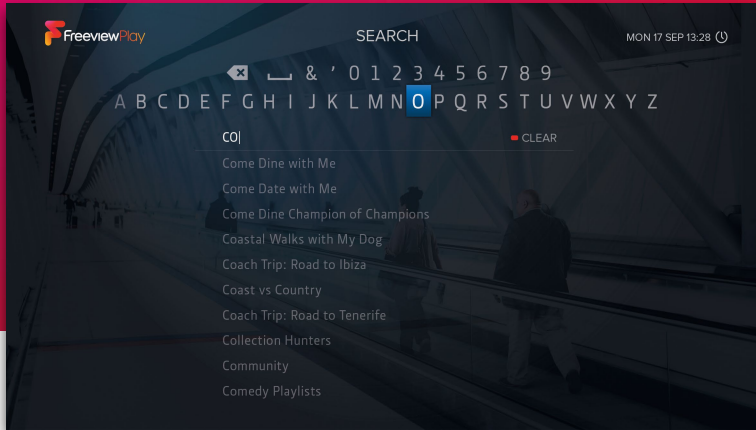 FreeviewPlay
SEARCH
MON 17 SEP 13:28
& ' 0 1 2 3 4 5 6 7 8 9
A B C D E F G H I J K L M N O P Q R S T U V W X Y Z
CO
CLEAR
Come Dine with Me
Come Date with Me
Come Dine Champion of Champions
Coastal Walks with My Dog
Coach Trip: Road to Ibiza
Coast vs Country
Coach Trip: Road to Tenerife
Collection Hunters
Community
Comedy Playlists